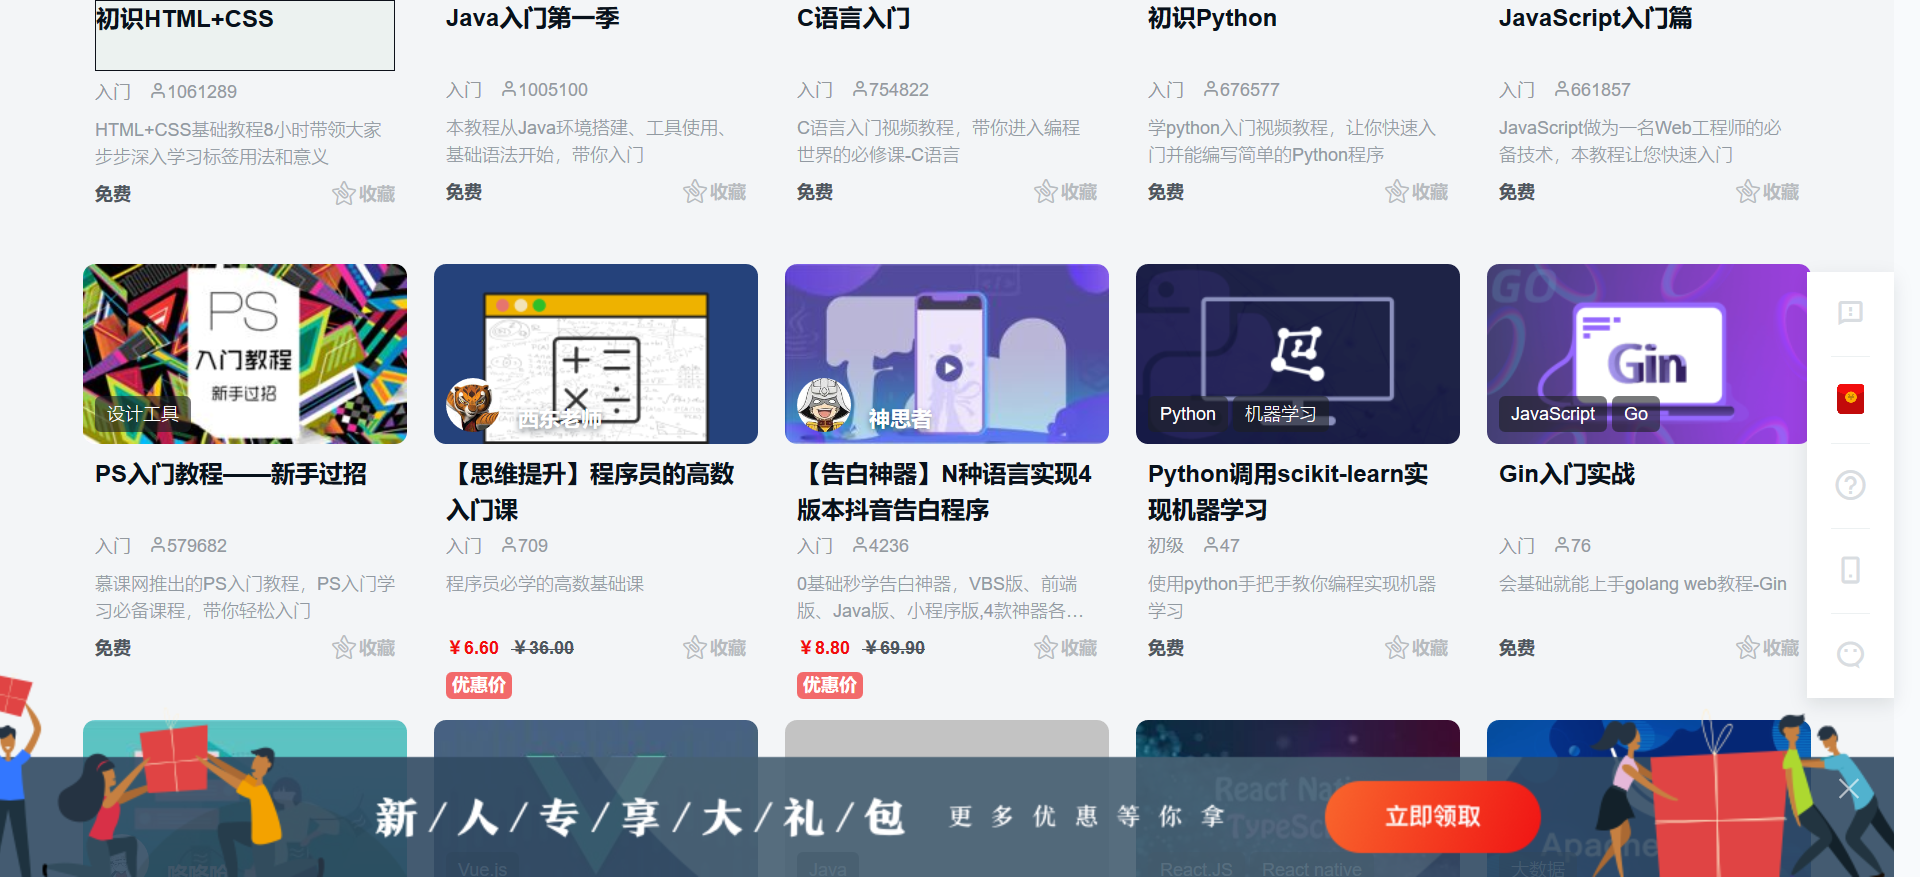 初识HTML+CSS
入门 1061289
HTML+CSS基础教程8小时带领大家
步步深入学习标签用法和意义
免费 收藏
Java入门第一季
入门 1005100
本教程从Java环境搭建、工具使用、
基础语法开始，带你入门
免费 收藏
C语言入门
入门 754822
C语言入门视频教程，带你进入编程
世界的必修课-C语言
免费 收藏
初识Python
入门 676577
学python入门视频教程，让你快速入
门并能编写简单的Python程序
免费 收藏
JavaScript入门篇
入门 661857
JavaScript做为一名Web工程师的必
备技术，本教程让您快速入门
免费 收藏
PS
入门教程
新手过招
设计工具
PS入门教程——新手过招
入门 579682
慕课网推出的PS入门教程，PS入门学
习必备课程，带你轻松入门
免费 收藏
西东老师
【思维提升】程序员的高数
入门课
入门 709
程序员必学的高数基础课
￥6.60 ￥36.00 收藏
优惠价
神思者
【告白神器】N种语言实现4
版本抖音告白程序
入门 4236
0基础秒学告白神器，VBS版、前端
版、Java版、小程序版,4款神器各…
￥8.80 ￥69.90 收藏
优惠价
Python 机器学习
Python调用scikit-learn实
现机器学习
初级 47
使用python手把手教你编程实现机器
学习
免费 收藏
GO
Gin
JavaScript Go
Gin入门实战
入门 76
会基础就能上手golang web教程-Gin
免费 收藏
新/人/专/享/大/礼/包 更多优惠等你拿 立即领取
Vue.js
Java
React.JS React native
Apache
大数据